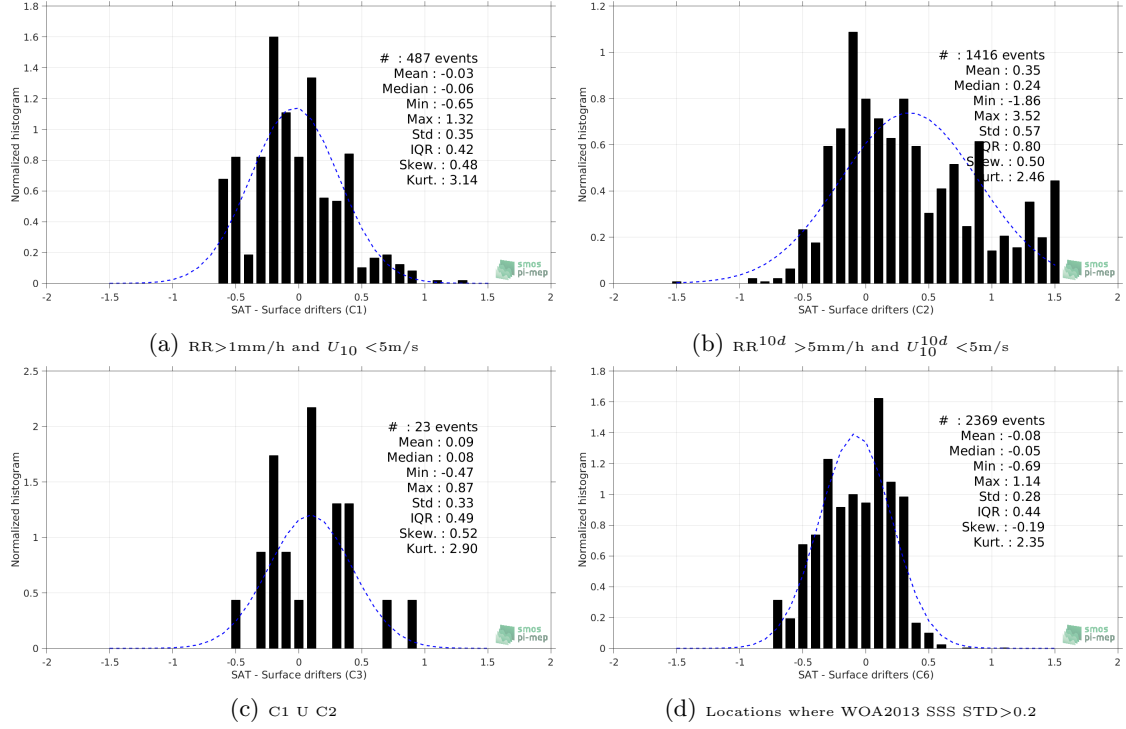 1.8
1.6
1.4
1.2
1
0.8
0.6
0.4
0.2
0
Normalized histogram
# : 487 events
Mean : -0.03
Median : -0.06
Min : -0.65
Max : 1.32
Std : 0.35
IQR : 0.42
Skew. : 0.48
Kurt. : 3.14
smos
pi-mep
-2 -1.5 -1 -0.5 0 0.5 1 1.5 2
SAT - Surface drifters (C1)
(a) RR>1mm/h and U10 <5m/s
1.2
1
0.8
0.6
0.4
0.2
0
Normalized histogram
# : 1416 events
Mean : 0.35
Median : 0.24
Min : -1.86
Max : 3.52
Std : 0.57
IQR : 0.80
Skew. : 0.50
Kurt. : 2.46
smos
pi-mep
-2 -1.5 -1 -0.5 0 0.5 1 1.5 2
SAT - Surface drifters (C2)
(b) RR10d >5mm/h and U10d10 <5m/s
2.5
2
1.5
1
0.5
0
Normalized histogram
# : 23 events
Mean : 0.09
Median : 0.08
Min : -0.47
Max : 0.87
Std : 0.33
IQR : 0.49
Skew. : 0.52
Kurt. : 2.90
smos
pi-mep
-2 -1.5 -1 -0.5 0 0.5 1 1.5 2
SAT - Surface drifters (C3)
(c) C1 U C2
1.8
1.6
1.4
1.2
1
0.8
0.6
0.4
0.2
0
Normalized histogram
# : 2369 events
Mean : -0.08
Median : -0.05
Min : -0.69
Max : 1.14
Std : 0.28
IQR : 0.44
Skew. : -0.19
Kurt. : 2.35
smos
pi-mep
-2 -1.5 -1 -0.5 0 0.5 1 1.5 2
SAT - Surface drifters (C6)
(d) Locations where WOA2013 SSS STD>0.2